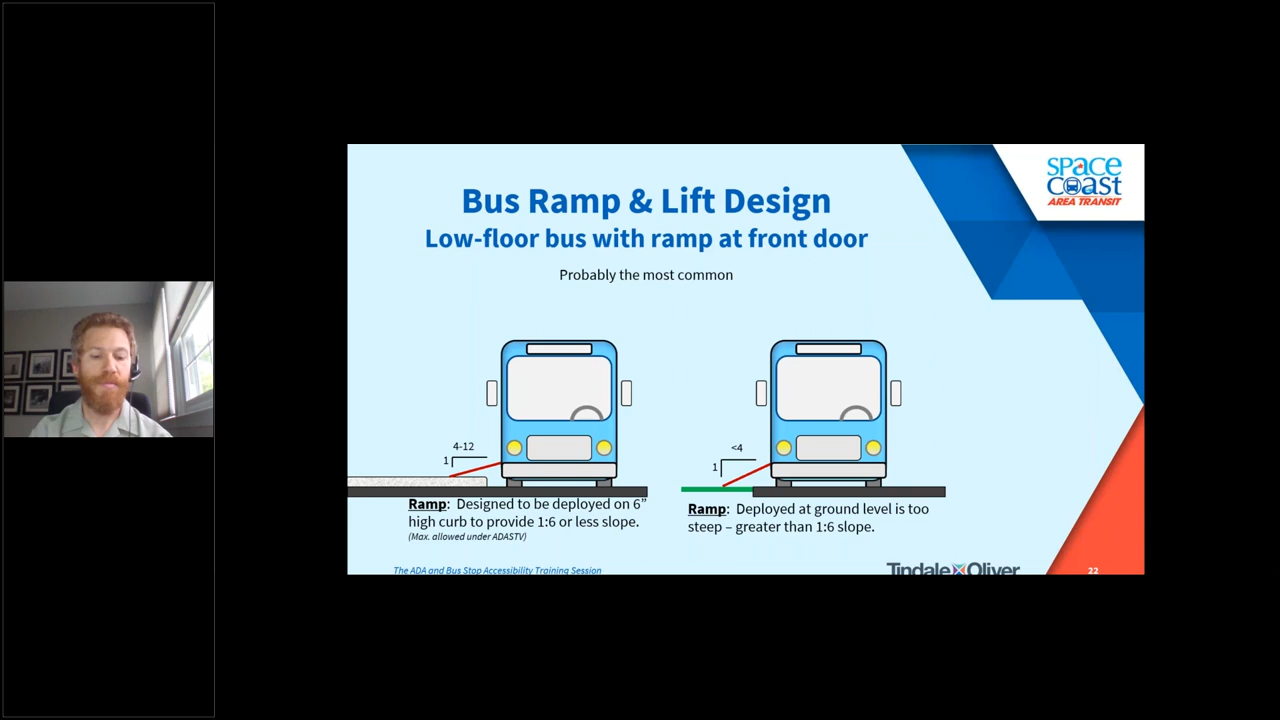 space
coast
AREA TRANSIT
Bus Ramp & Lift Design
Low-floor bus with ramp at front door
Probably the most common
4-12
1
<4
1
Ramp: Designed to be deployed on 6”
high curb to provide 1:6 or less slope.
(Max. allowed under ADASTV)
Ramp: Deployed at ground level is too
steep – greater than 1:6 slope.
The ADA and Bus Stop Accessibility Training Session
Tindale Oliver
22